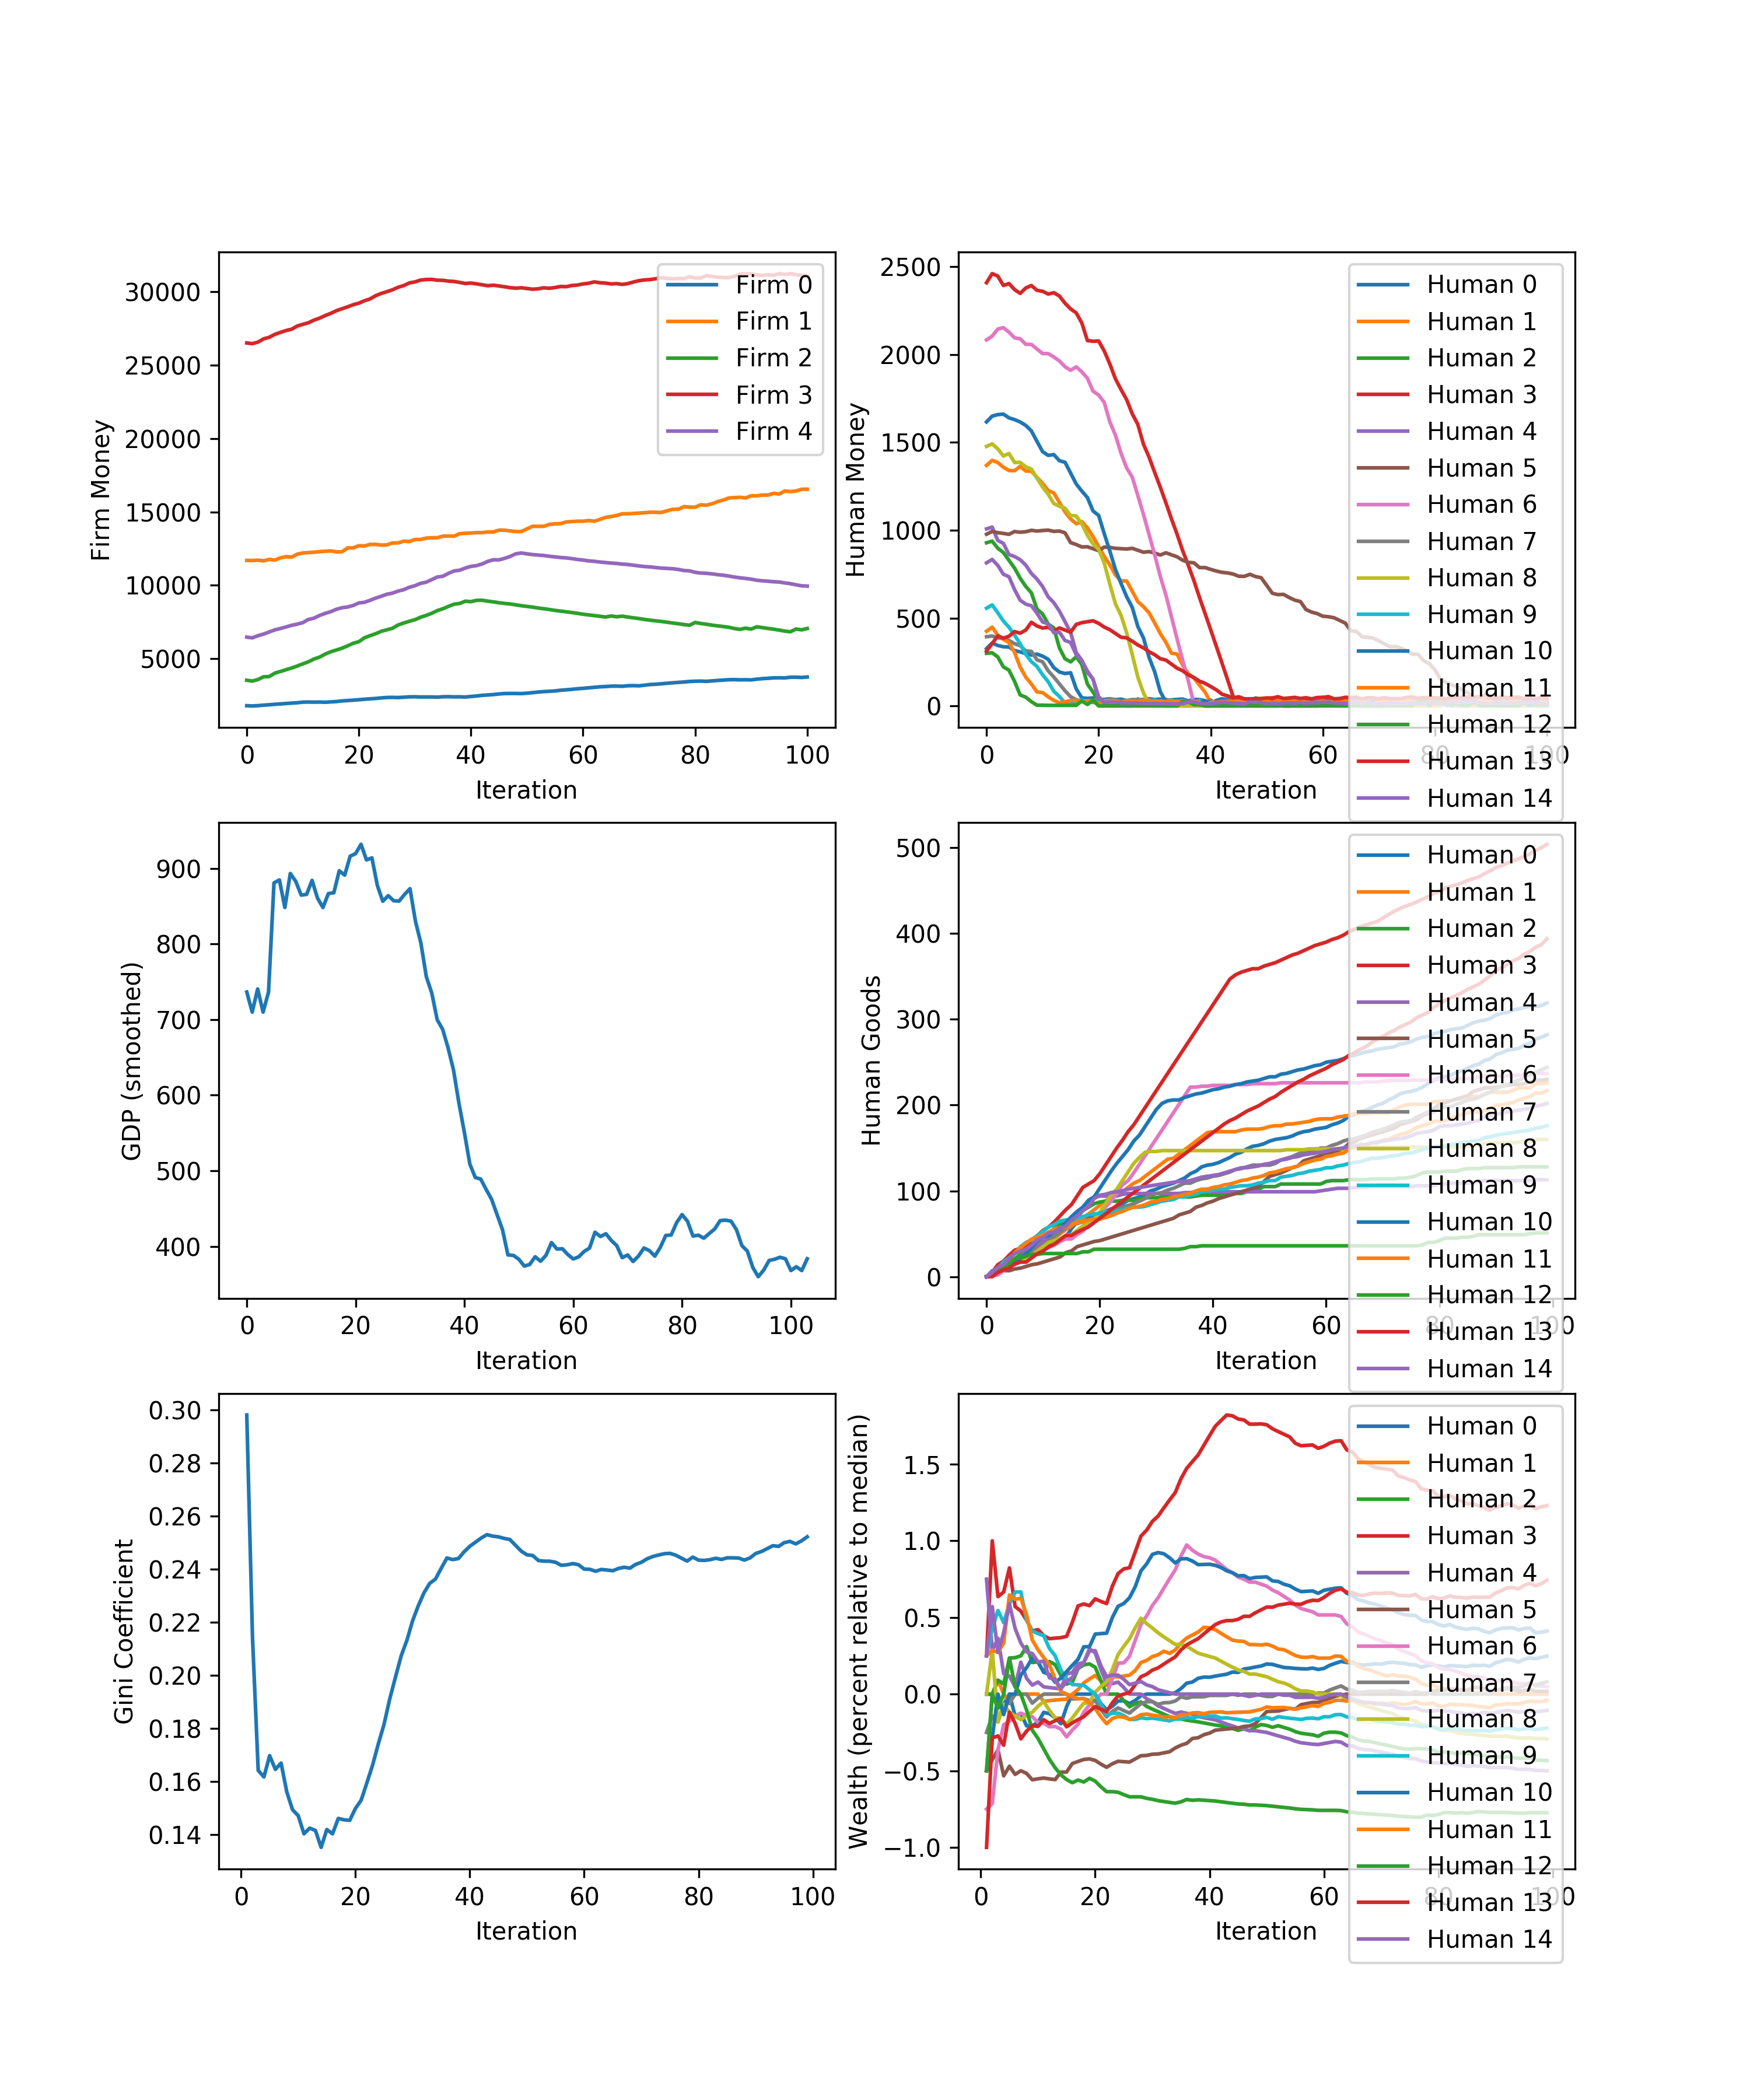 30000
25000
20000
15000
10000
5000
Firm Money
0 20 40 60 80 100
Iteration
Firm 0
Firm 1
Firm 2
Firm 3
Firm 4
2500
2000
1500
1000
500
0
Human Money
0 20 40 60 80 100
Iteration
Human 0
Human 1
Human 2
Human 3
Human 4
Human 5
Human 6
Human 7
Human 8
Human 9
Human 10
Human 11
Human 12
Human 13
Human 14
900
800
700
600
500
400
GDP (smoothed)
0 20 40 60 80 100
Iteration
500
400
300
200
100
0
Human Goods
0 20 40 60 80 100
Iteration
Human 0
Human 1
Human 2
Human 3
Human 4
Human 5
Human 6
Human 7
Human 8
Human 9
Human 10
Human 11
Human 12
Human 13
Human 14
0.30
0.28
0.26
0.24
0.22
0.20
0.18
0.16
0.14
Gini Coefficient
0 20 40 60 80 100
Iteration
1.5
1.0
0.5
0.0
−0.5
−1.0
Wealth (percent relative to median)
0 20 40 60 80 100
Iteration
Human 0
Human 1
Human 2
Human 3
Human 4
Human 5
Human 6
Human 7
Human 8
Human 9
Human 10
Human 11
Human 12
Human 13
Human 14